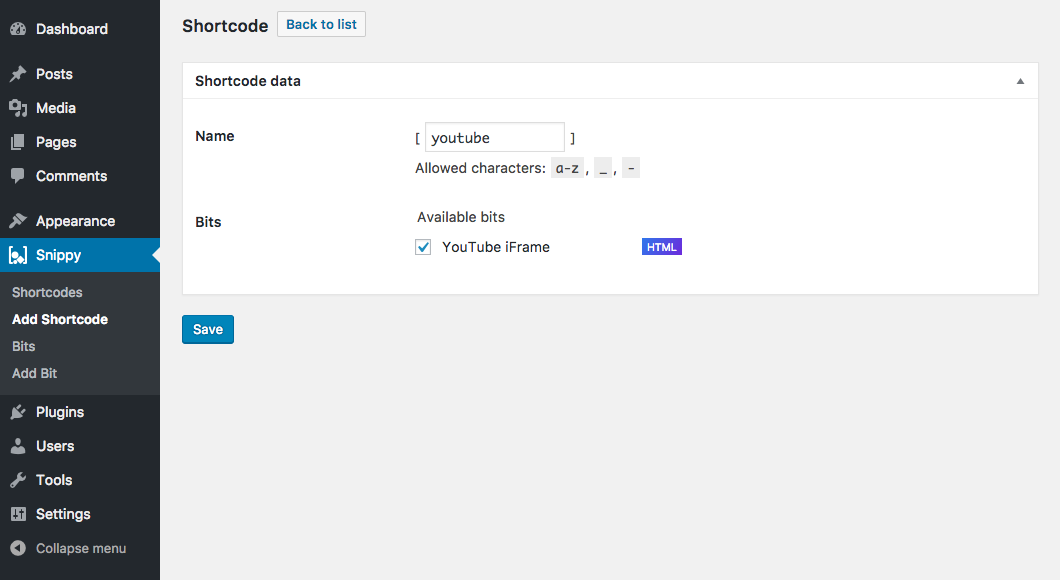 Dashboard
Posts
Media
Pages
Comments
Appearance
Snippy
Shortcodes
Add Shortcode
Bits
Add Bit
Plugins
Users
Tools
Settings
Collapse menu
Shortcode Back to list
Shortcode data
Name [ youtube ]
Allowed characters: a-z , _ , -
Bits Available bits
YouTube iFrame HTML
Save